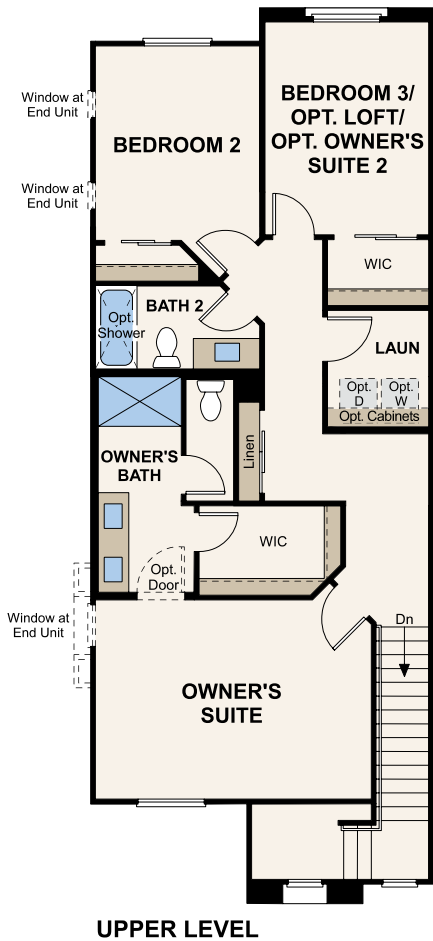 BEDROOM 3/
OPT. LOFT/
OPT. OWNER'S
SUITE 2
Window at
End Unit
BEDROOM 2
Window at
End Unit
WIC
BATH 2
Opt.
Shower
LAUN
Opt.
D
Opt.
W
Opt. Cabinets
Linen
OWNER'S
BATH
WIC
Opt.
Door
Window at
End Unit
Dn
OWNER'S
SUITE
UPPER LEVEL